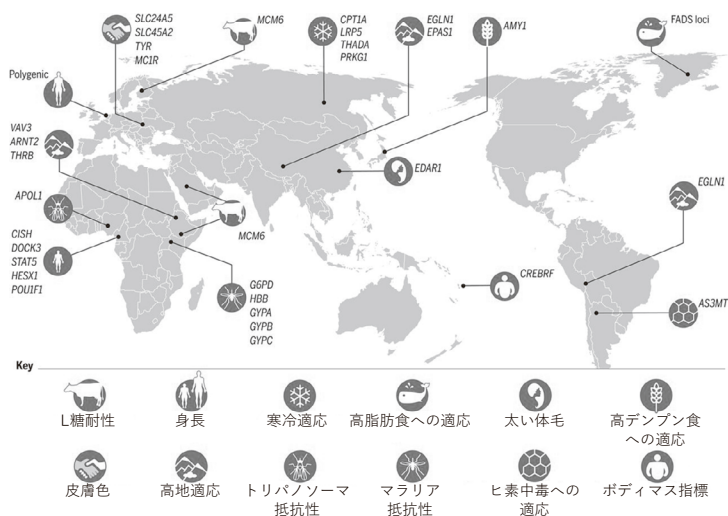 SLC24A5
SLC45A2
TYR
MC1R
MCM6
CPT1A
LRP5
THADA
PRKG1
EGLN1
EPAS1
AMY1
FADS loci
Polygenic
VAV3
ARNT2
THRB
EDAR1
EGLN1
APOL1
MCM6
CISH
DOCK3
STAT5
HESX1
POU1F1
G6PD
HBB
GYPA
GYPB
GYPC
CREBRF
AS3MT
Key
L糖耐性
身長
寒冷適応
高脂肪食への適応
太い体毛
高デンプン食
への適応
皮膚色
高地適応
トリパノソーマ
抵抗性
マラリア
抵抗性
ヒ素中毒への
適応
ボディマス指標